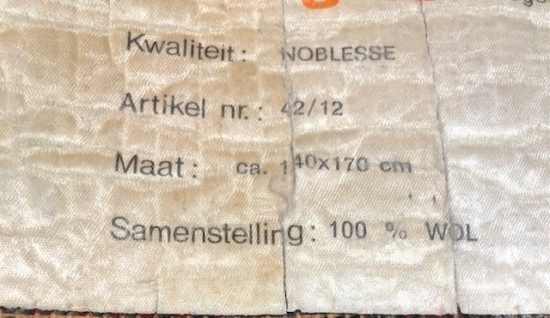 Kwaliteit: NOBLESSE
Artikel nr.: 42/12
Maat: ca. 140x170 cm
Samenstelling: 100 % WOL